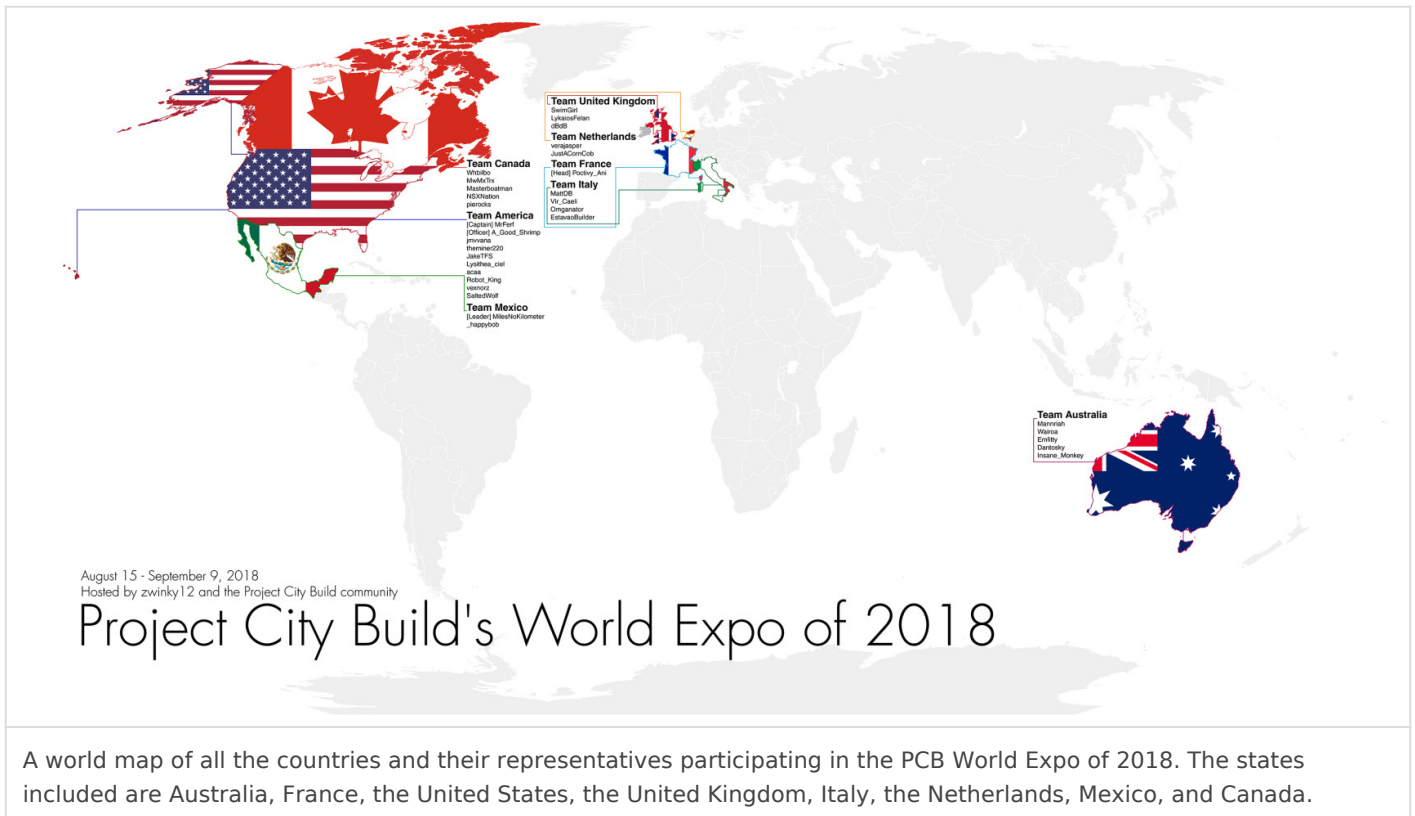 Team Canada
Whbilbo
MwMxTrx
Masterboatman
NSXNation
pierocks
Team America
[Captain] MrFerf
[Officer] A_Good_Shrimp
jmvvana
theminer220
JakeTFS
Lysithea_ciel
acaa
Robot_King
vexnorz
SaltedWolf
Team Mexico
[Leader] MilesNoKilometer
_happybob
Team United Kingdom
SwimGirl
LykaiosFelan
dBdB
Team Netherlands
verajasper
JustACornCob
Team France
[Head] Poctivy_Ani
Team Italy
MattDB
Vir_Caeli
Omganator
EstavaoBuilder
Team Australia
Mannriah
Wairoa
Emfitty
Dantosky
Insane_Monkey
August 15 - September 9, 2018
Hosted by zwinky12 and the Project City Build community
Project City Build's World Expo of 2018
A world map of all the countries and their representatives participating in the PCB World Expo of 2018. The states
included are Australia, France, the United States, the United Kingdom, Italy, the Netherlands, Mexico, and Canada.